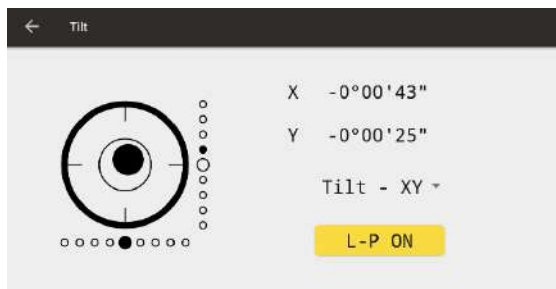 Tilt
X -0°00'43"
Y -0°00'25"
Tilt - XY
L-P ON